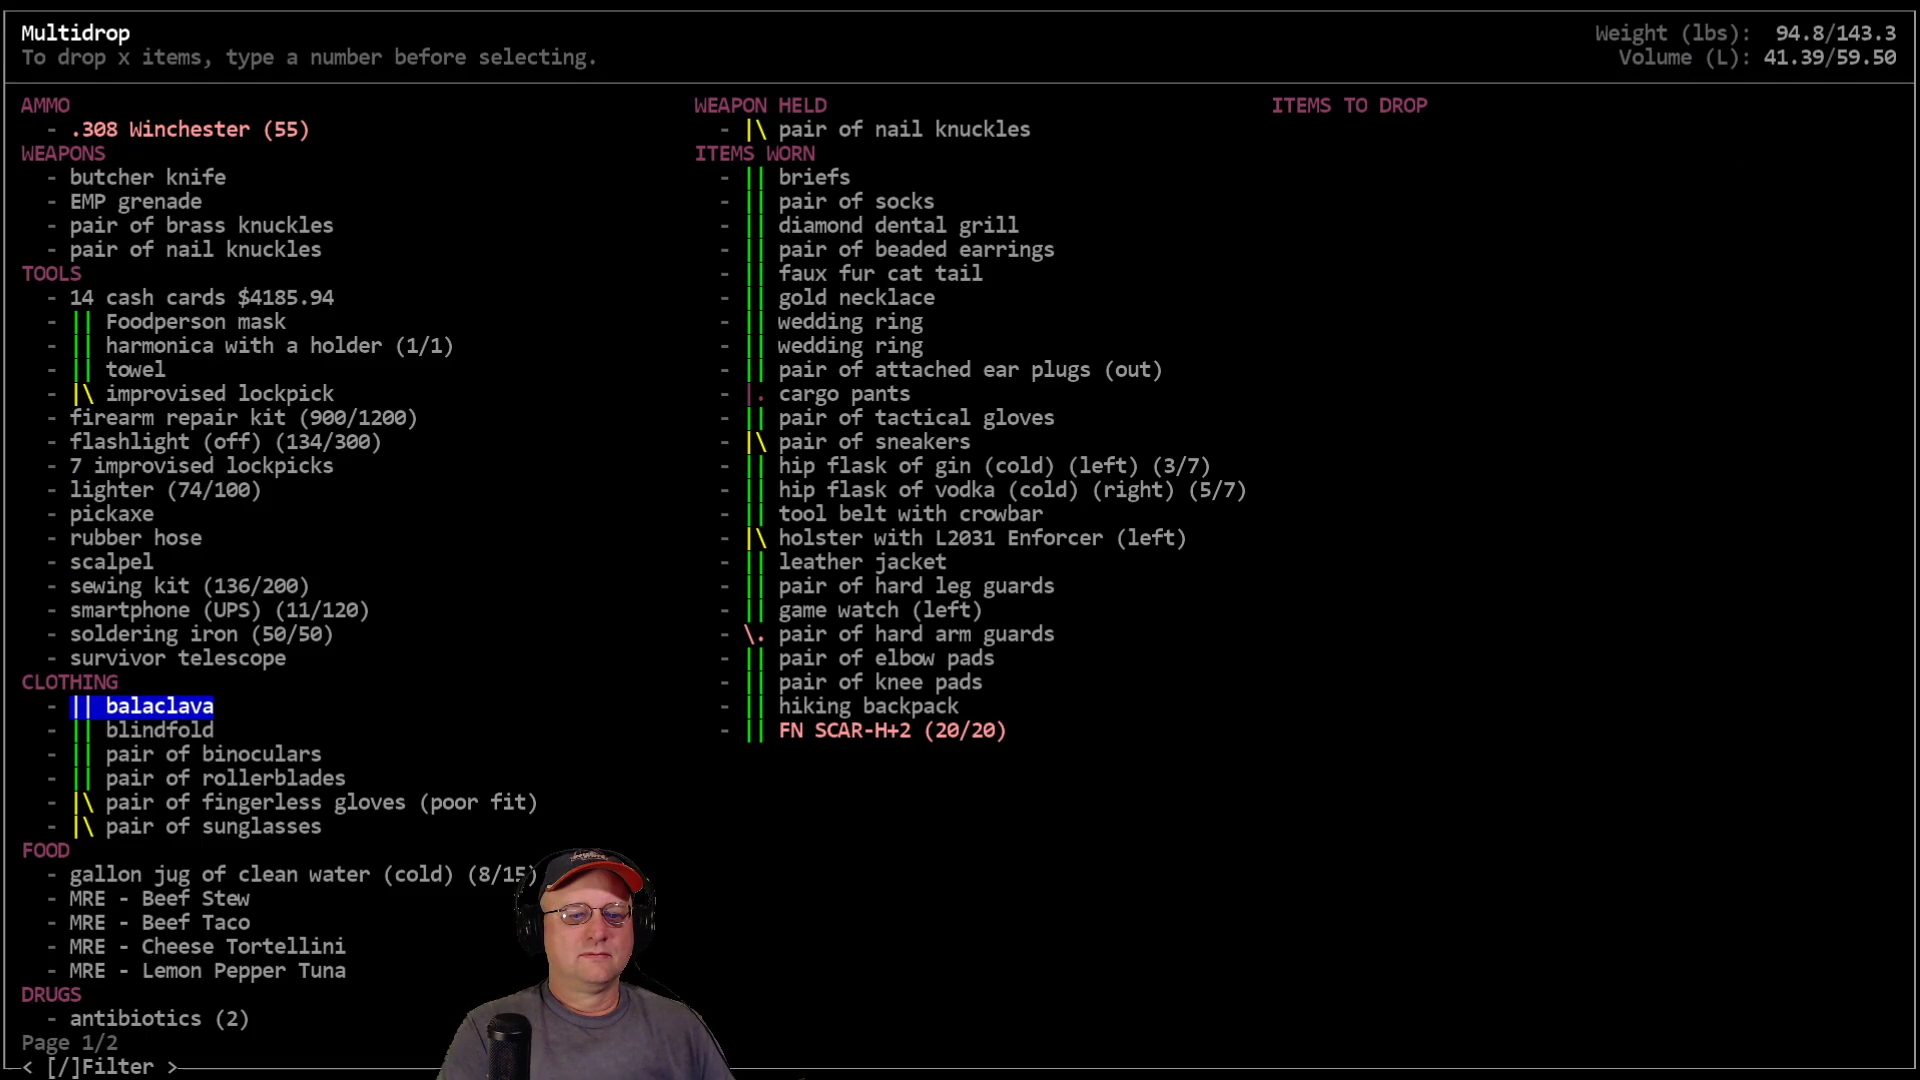 Multidrop
To drop x items, type a number before selecting.
Weight (lbs): 94.8/143.3
Volume (L): 41.39/59.50
AMMO
- .308 Winchester (55)
WEAPONS
- butcher knife
- EMP grenade
- pair of brass knuckles
- pair of nail knuckles
TOOLS
- 14 cash cards $4185.94
- || Foodperson mask
- || harmonica with a holder (1/1)
- || towel
- |\ improvised lockpick
- firearm repair kit (900/1200)
- flashlight (off) (134/300)
- 7 improvised lockpicks
- lighter (74/100)
- pickaxe
- rubber hose
- scalpel
- sewing kit (136/200)
- smartphone (UPS) (11/120)
- soldering iron (50/50)
- survivor telescope
CLOTHING
- || balaclava
- || blindfold
- || pair of binoculars
- || pair of rollerblades
- |\ pair of fingerless gloves (poor fit)
- |\ pair of sunglasses
FOOD
- gallon jug of clean water (cold) (8/15)
- MRE - Beef Stew
- MRE - Beef Taco
- MRE - Cheese Tortellini
- MRE - Lemon Pepper Tuna
DRUGS
- antibiotics (2)
Page 1/2
< [/]Filter >
WEAPON HELD
- |\ pair of nail knuckles
ITEMS WORN
- || briefs
- || pair of socks
- || diamond dental grill
- || pair of beaded earrings
- || faux fur cat tail
- || gold necklace
- || wedding ring
- || wedding ring
- || pair of attached ear plugs (out)
- |. cargo pants
- || pair of tactical gloves
- |\ pair of sneakers
- || hip flask of gin (cold) (left) (3/7)
- || hip flask of vodka (cold) (right) (5/7)
- || tool belt with crowbar
- |\ holster with L2031 Enforcer (left)
- || leather jacket
- || pair of hard leg guards
- || game watch (left)
- \. pair of hard arm guards
- || pair of elbow pads
- || pair of knee pads
- || hiking backpack
- || FN SCAR-H+2 (20/20)
ITEMS TO DROP